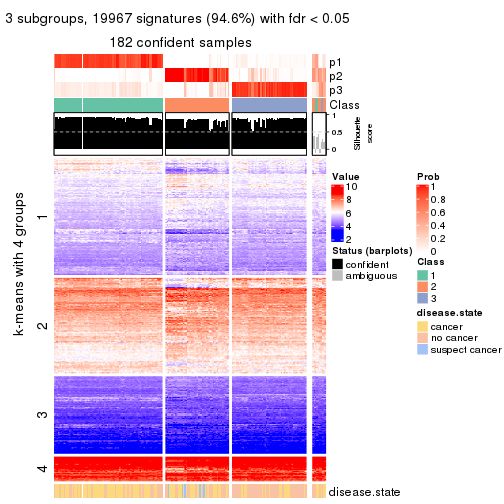 3 subgroups, 19967 signatures (94.6%) with fdr < 0.05
182 confident samples
p1
p2
p3
Class
1
0.5
0
Silhouette
score
k-means with 4 groups
1
2
3
4
disease.state
Value
10
8
6
4
2
Status (barplots)
confident
ambiguous
Prob
1
0.8
0.6
0.4
0.2
0
Class
1
2
3
disease.state
cancer
no cancer
suspect cancer